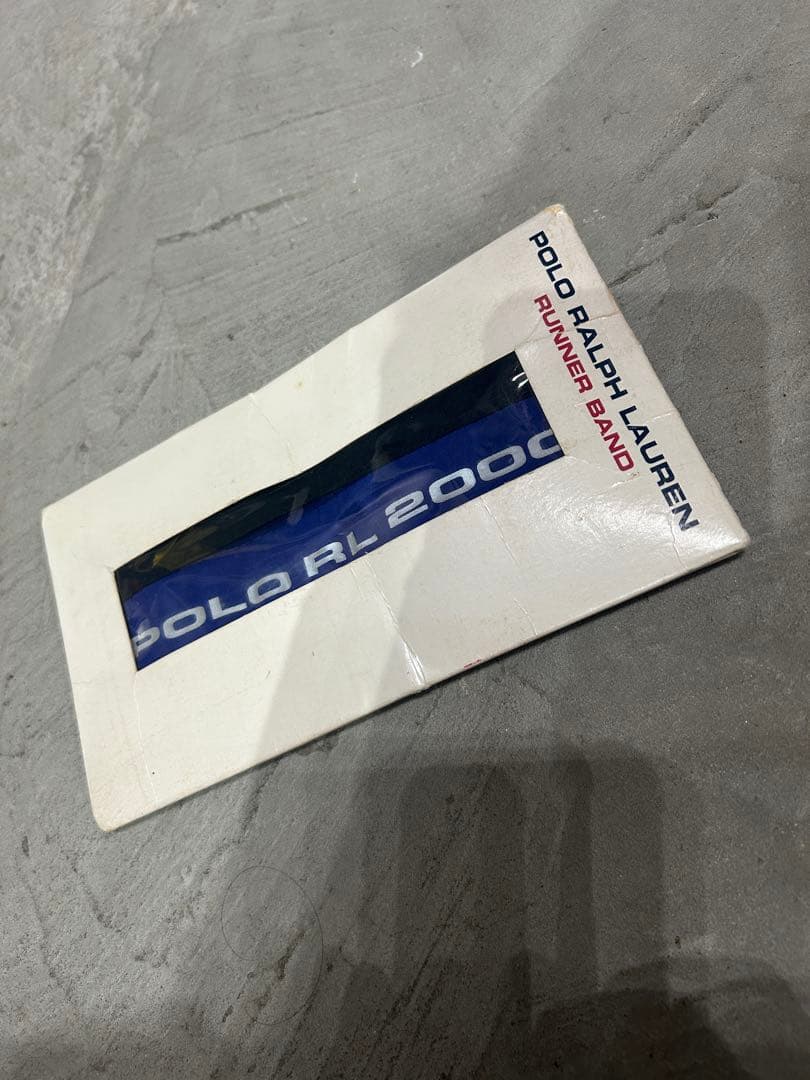 POLO RALPH LAUREN
RUNNER BAND
POLO RL 2000